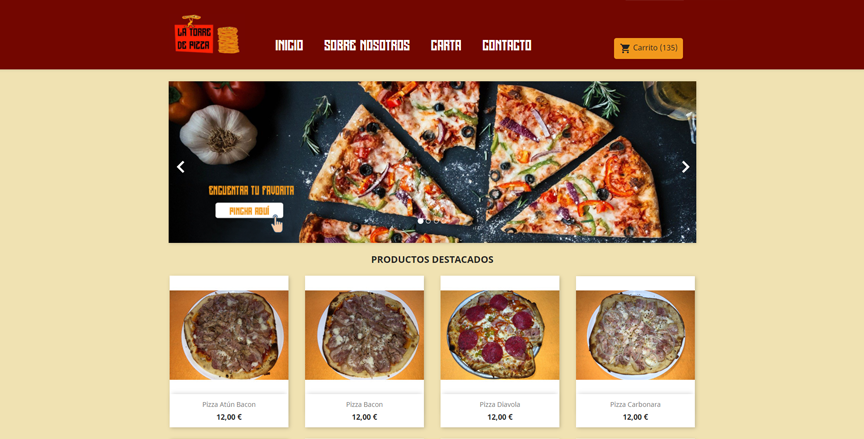 LA TORRE
DE PIZZA
INICIO
SOBRE NOSOTROS
CARTA
CONTACTO
Carrito (135)
ENCUENTRA TU FAVORITA
PINCHA AQUÍ
PRODUCTOS DESTACADOS
Pizza Atún Bacon
12,00 €
Pizza Bacon
12,00 €
Pizza Diavola
12,00 €
Pizza Carbonara
12,00 €